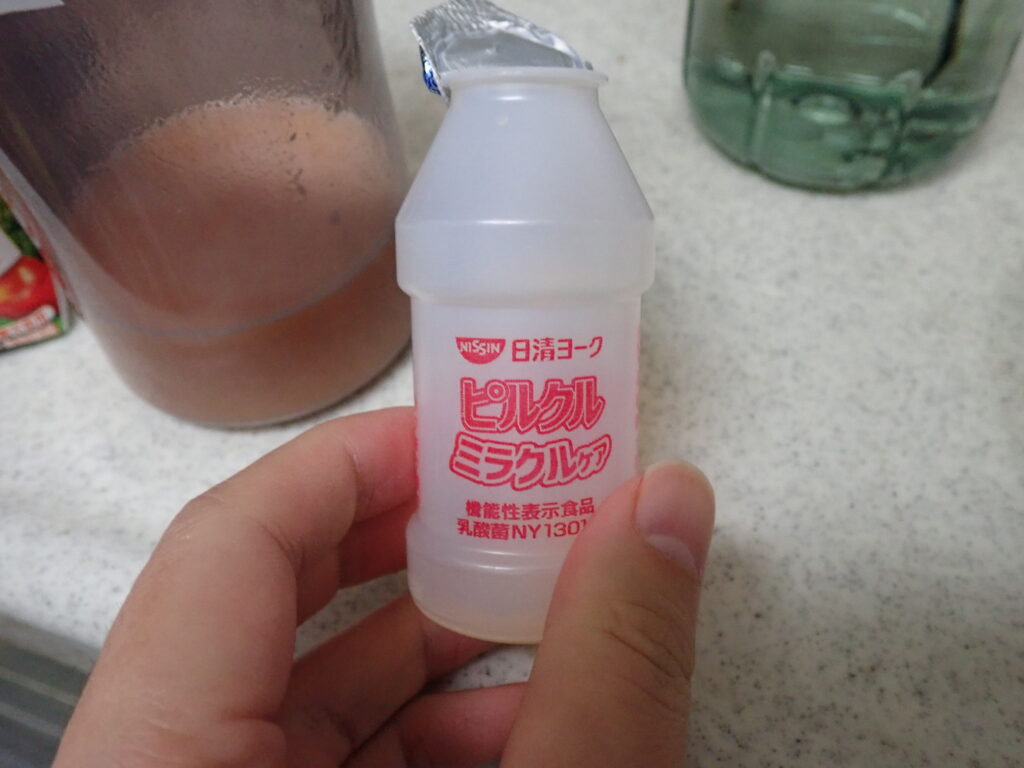 NISSIN 日清ヨーク
ピルクル
ミラクルケア
機能性表示食品
乳酸菌NY1301